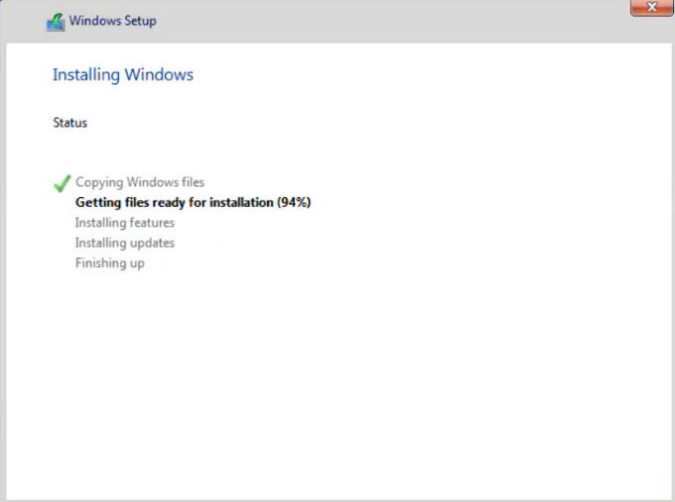 Windows Setup
Installing Windows
Status
Copying Windows files
Getting files ready for installation (94%)
Installing features
Installing updates
Finishing up